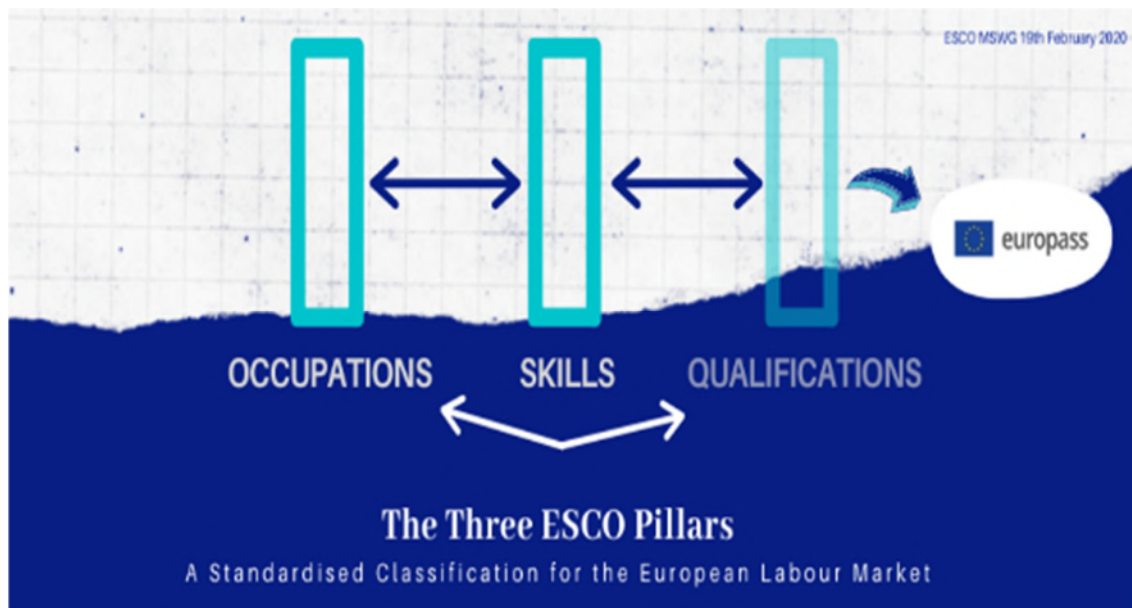 ESCO MSWG 19th February 2020
europass
OCCUPATIONS SKILLS QUALIFICATIONS
The Three ESCO Pillars
A Standardised Classification for the European Labour Market